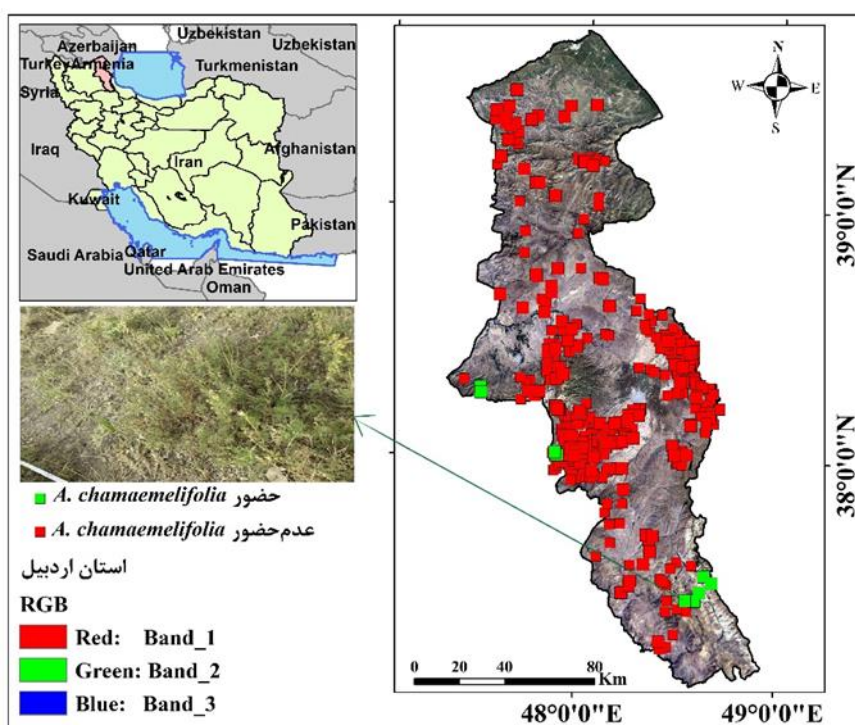 Uzbekistan
Azerbaijan
Uzbekistan
Turkey Armenia
Turkmenistan
Syria
Afghanistan
Iraq
Iran
Kuwait
Pakistan
Saudi Arabia
Qatar
United Arab Emirates
Oman
حضور A. chamaemelifolia
عدم‌حضور A. chamaemelifolia
استان اردبیل
RGB
Red: Band_1
Green: Band_2
Blue: Band_3
N
W E
S
39°0'0"N
38°0'0"N
0 20 40 80
Km
48°0'0"E 49°0'0"E